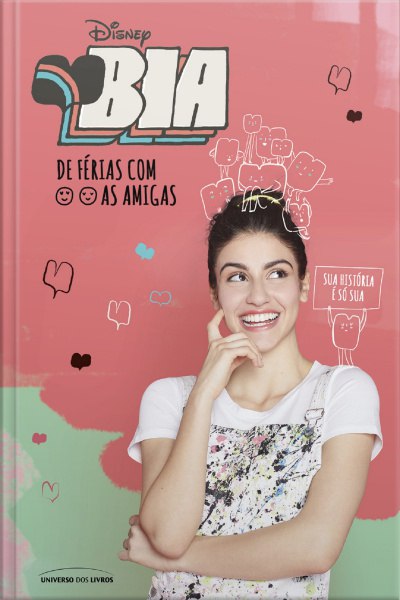 DISNEY
BIA
DE FÉRIAS COM
AS AMIGAS
SUA HISTÓRIA
É SÓ SUA
UNIVERSO DOS LIVROS